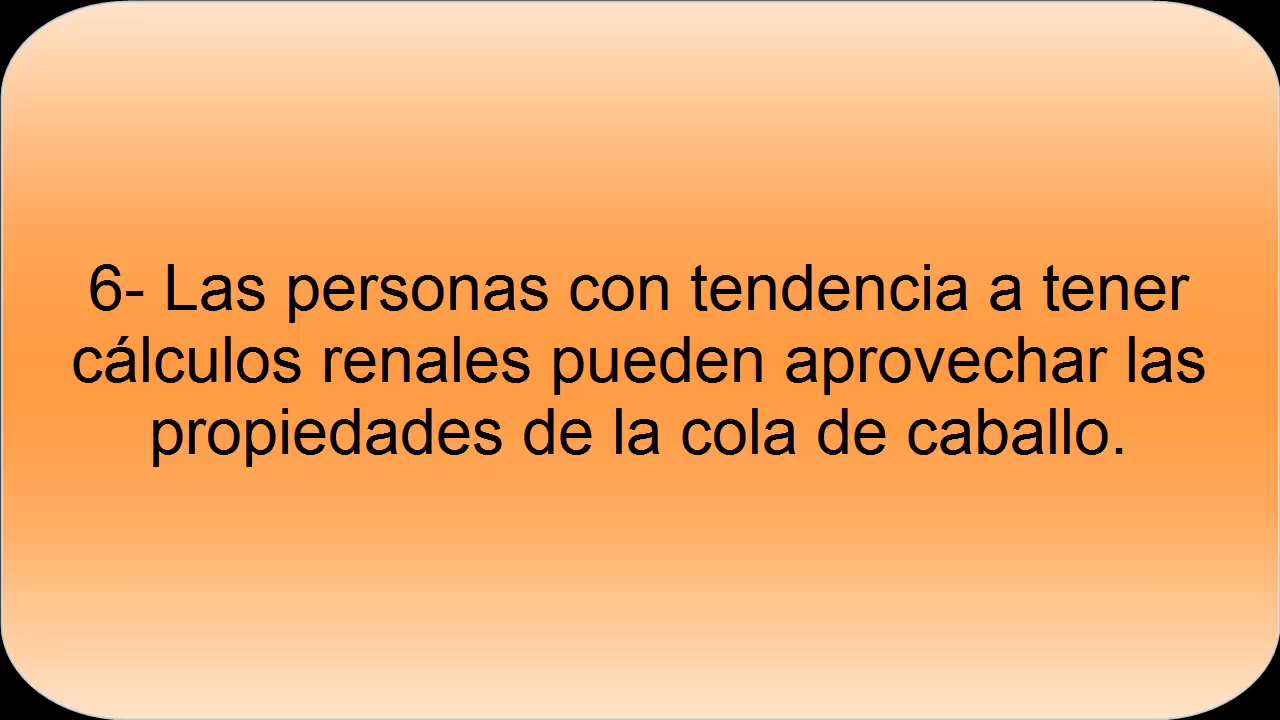 6- Las personas con tendencia a tener
cálculos renales pueden aprovechar las
propiedades de la cola de caballo.